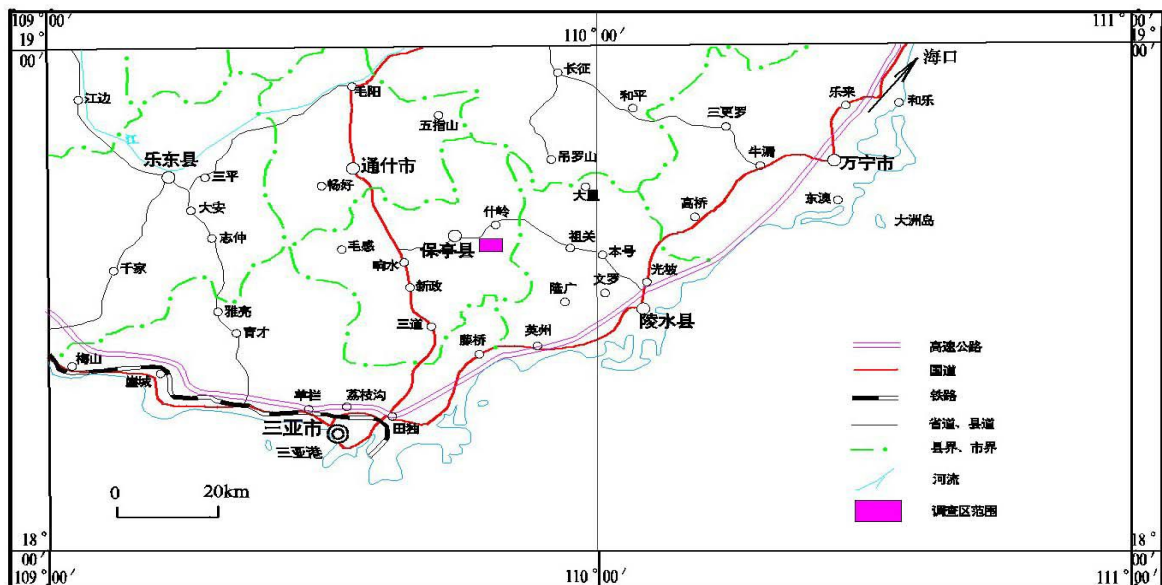 109°00′
110°00′
111°00′
19°
00′
19°
00′
海口
长征
江边
毛阳
和平
乐来
和乐
五指山
三更罗
江
乐东县
通什市
吊罗山
牛漏
万宁市
三平
畅好
大里
东澳
大安
什岭
高桥
大洲岛
志仲
毛感
保亭县
祖关
本号
千家
响水
文罗
光坡
新政
隆广
雅亮
陵水县
育才
三道
藤桥
英州
高速公路
梅山
国道
崖城
铁路
荔枝沟
省道、县道
三亚市
田独
县界、市界
三亚港
河流
0
20km
调查区范围
18°
00′
18°
00′
109°00′
110°00′
111°00′